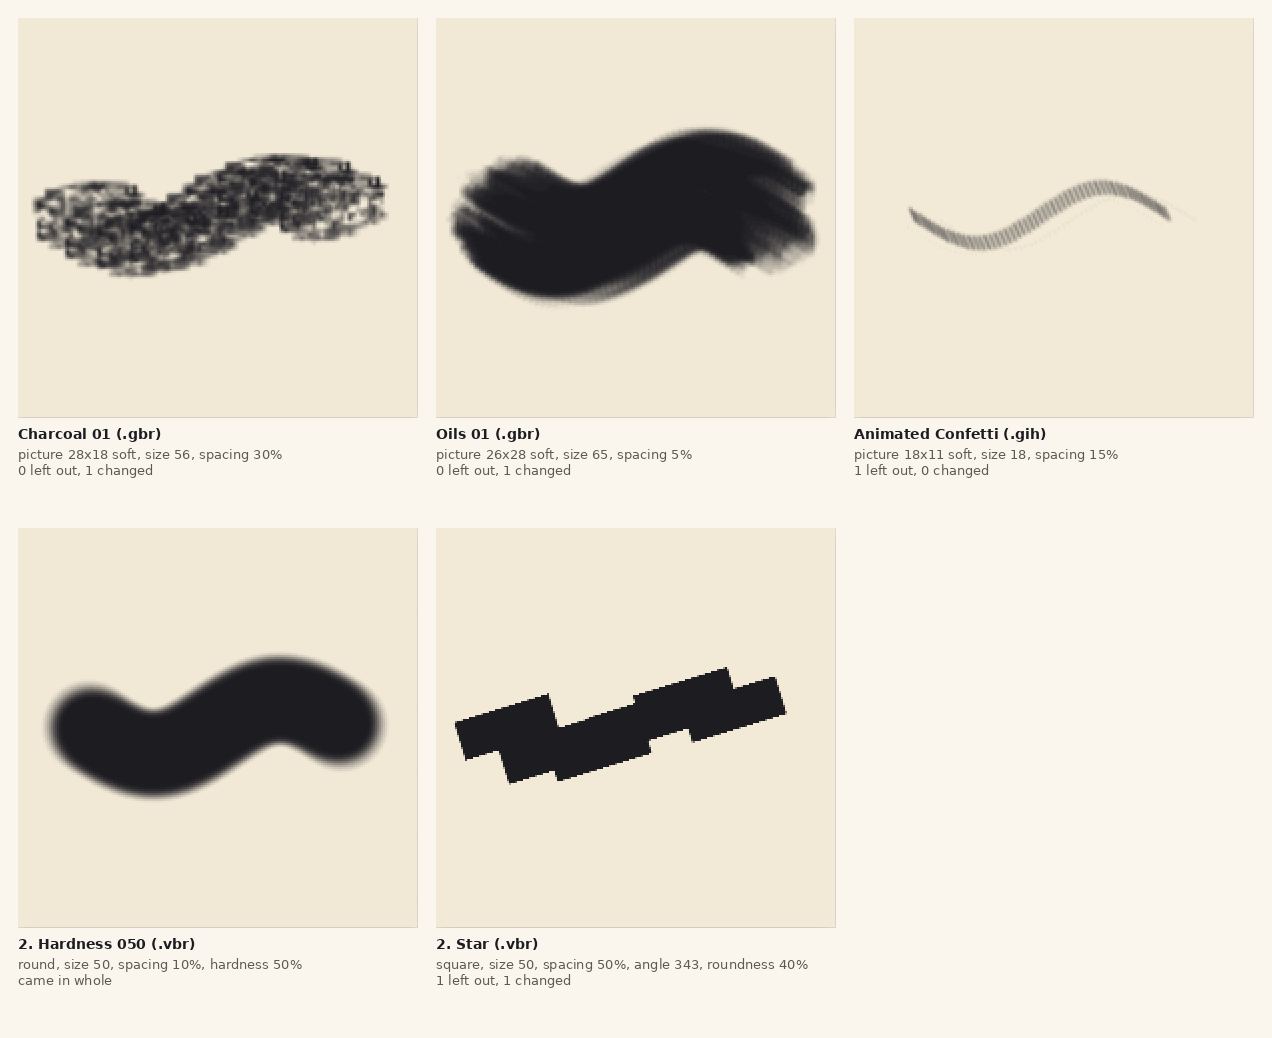 Charcoal 01 (.gbr)
picture 28x18 soft, size 56, spacing 30%
0 left out, 1 changed
Oils 01 (.gbr)
picture 26x28 soft, size 65, spacing 5%
0 left out, 1 changed
Animated Confetti (.gih)
picture 18x11 soft, size 18, spacing 15%
1 left out, 0 changed
2. Hardness 050 (.vbr)
round, size 50, spacing 10%, hardness 50%
came in whole
2. Star (.vbr)
square, size 50, spacing 50%, angle 343, roundness 40%
1 left out, 1 changed